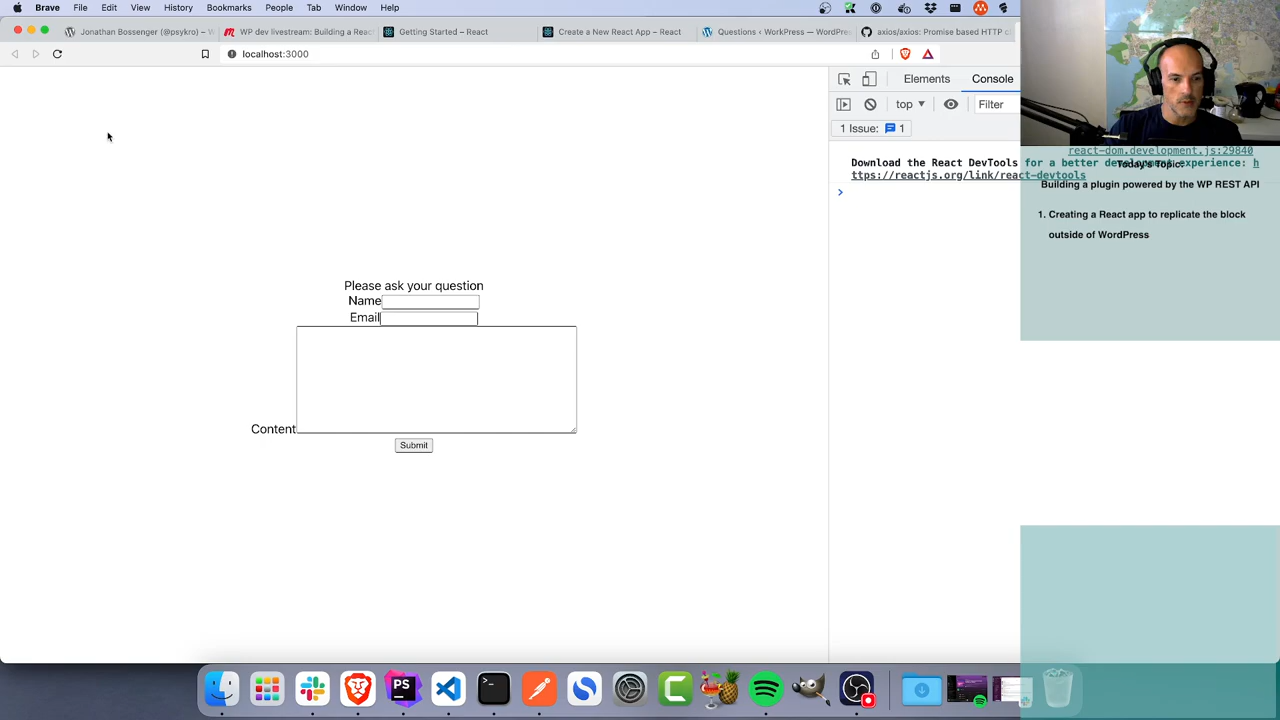 Brave File Edit View History Bookmarks People Tab Window Help
Jonathan Bossenger (@psykro) – W
WP dev livestream: Building a Reac
Getting Started – React
Create a New React App – React
Questions ‹ WorkPress — WordPre
axios/axios: Promise based HTTP c
localhost:3000
Elements Console
top ▼ Filter
1 Issue: 1
react-dom.development.js:29840
Download the React DevTools for a better development experience: h
ttps://reactjs.org/link/react-devtools
Today's Topic:
Building a plugin powered by the WP REST API
1. Creating a React app to replicate the block
outside of WordPress
Please ask your question
Name
Email
Content
Submit
PS